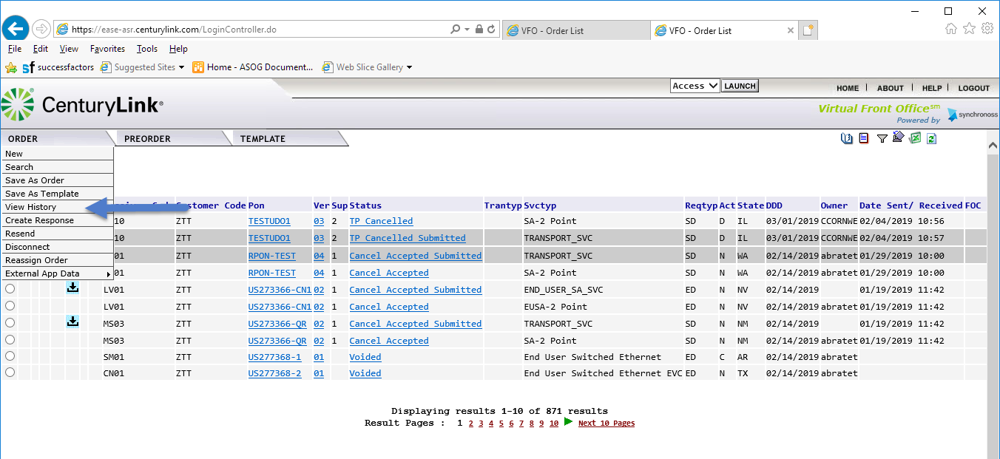 https://ease-asr.centurylink.com/LoginController.do
VFO - Order List
VFO - Order List
File Edit View Favorites Tools Help
sf successfactors Suggested Sites Home - ASOG Document... Web Slice Gallery
Access LAUNCH HOME | ABOUT | HELP | LOGOUT
CenturyLink®
Virtual Front Office℠
Powered by synchronoss
ORDER PREORDER TEMPLATE
New
Search
Save As Order
Save As Template
View History
Create Response
Resend
Disconnect
Reassign Order
External App Data
Customer Code Pon Ver Sup Status Trantyp Svctyp Reqtyp Act State DDD Owner Date Sent/ Received FOC
10 ZTT TESTUDO1 03 2 TP Cancelled SA-2 Point SD D IL 03/01/2019 CCORNWE 02/04/2019 10:56
10 ZTT TESTUDO1 03 2 TP Cancelled Submitted TRANSPORT_SVC SD D IL 03/01/2019 CCORNWE 02/04/2019 10:57
01 ZTT RPON-TEST 04 1 Cancel Accepted Submitted TRANSPORT_SVC SD N WA 02/14/2019 abratet 01/29/2019 10:00
01 ZTT RPON-TEST 04 1 Cancel Accepted SA-2 Point SD N WA 02/14/2019 abratet 01/29/2019 10:00
LV01 ZTT US273366-CN1 02 1 Cancel Accepted Submitted END_USER_SA_SVC ED N NV 02/14/2019 01/19/2019 11:42
LV01 ZTT US273366-CN1 02 1 Cancel Accepted EUSA-2 Point ED N NV 02/14/2019 abratet 01/19/2019 11:42
MS03 ZTT US273366-QR 02 1 Cancel Accepted Submitted TRANSPORT_SVC SD N NM 02/14/2019 01/19/2019 11:42
MS03 ZTT US273366-QR 02 1 Cancel Accepted SA-2 Point SD N NM 02/14/2019 abratet 01/19/2019 11:42
SM01 ZTT US277368-1 01 Voided End User Switched Ethernet ED C AR 02/14/2019 abratet
CN01 ZTT US277368-2 01 Voided End User Switched Ethernet EVC ED N TX 02/14/2019 abratet
Displaying results 1-10 of 871 results
Result Pages : 1 2 3 4 5 6 7 8 9 10 Next 10 Pages